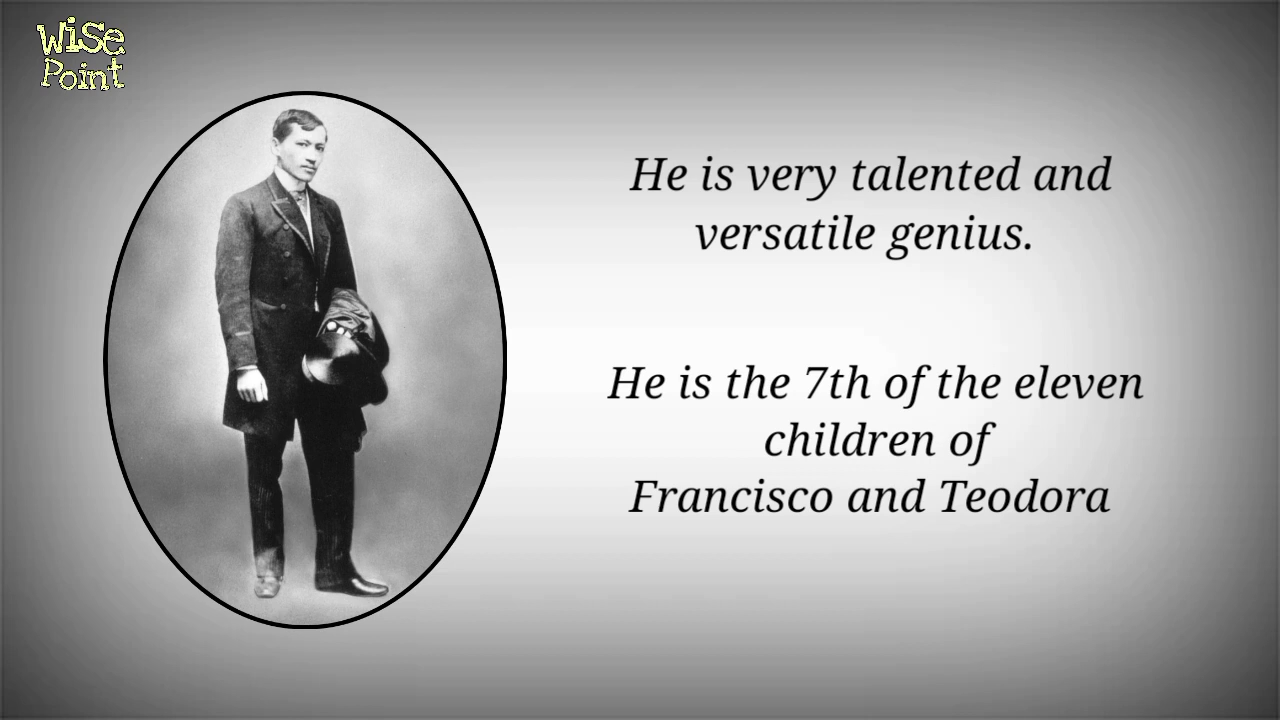 Wise
Point
He is very talented and
versatile genius.
He is the 7th of the eleven
children of
Francisco and Teodora